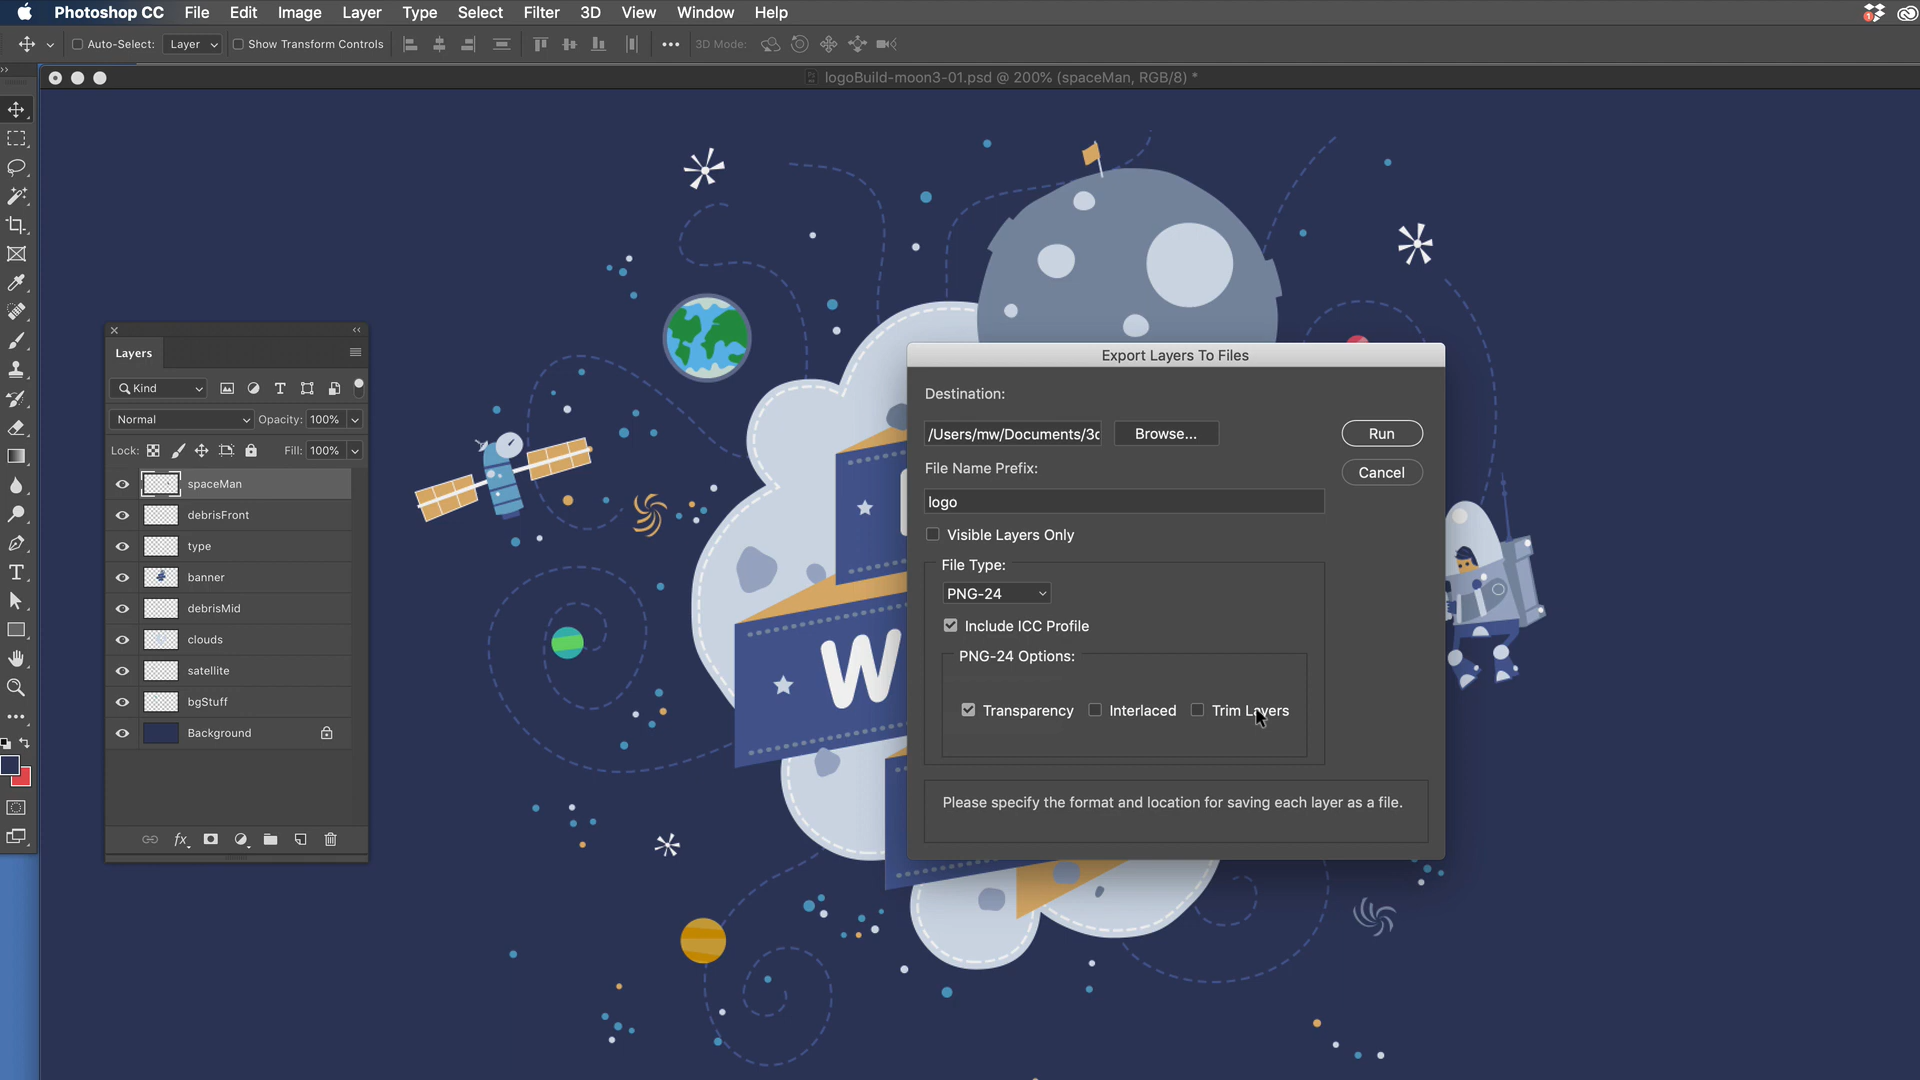 Photoshop CC File Edit Image Layer Type Select Filter 3D View Window Help
1
Auto-Select: Layer Show Transform Controls 3D Mode:
logoBuild-moon3-01.psd @ 200% (spaceMan, RGB/8) *
Layers
Kind
Normal Opacity: 100%
Lock: Fill: 100%
spaceMan
debrisFront
type
banner
debrisMid
clouds
satellite
bgStuff
Background
fx
W
Export Layers To Files
Destination:
/Users/mw/Documents/3d Browse... Run
File Name Prefix:
Cancel
logo
Visible Layers Only
File Type:
PNG-24
Include ICC Profile
PNG-24 Options:
Transparency Interlaced Trim Layers
Please specify the format and location for saving each layer as a file.